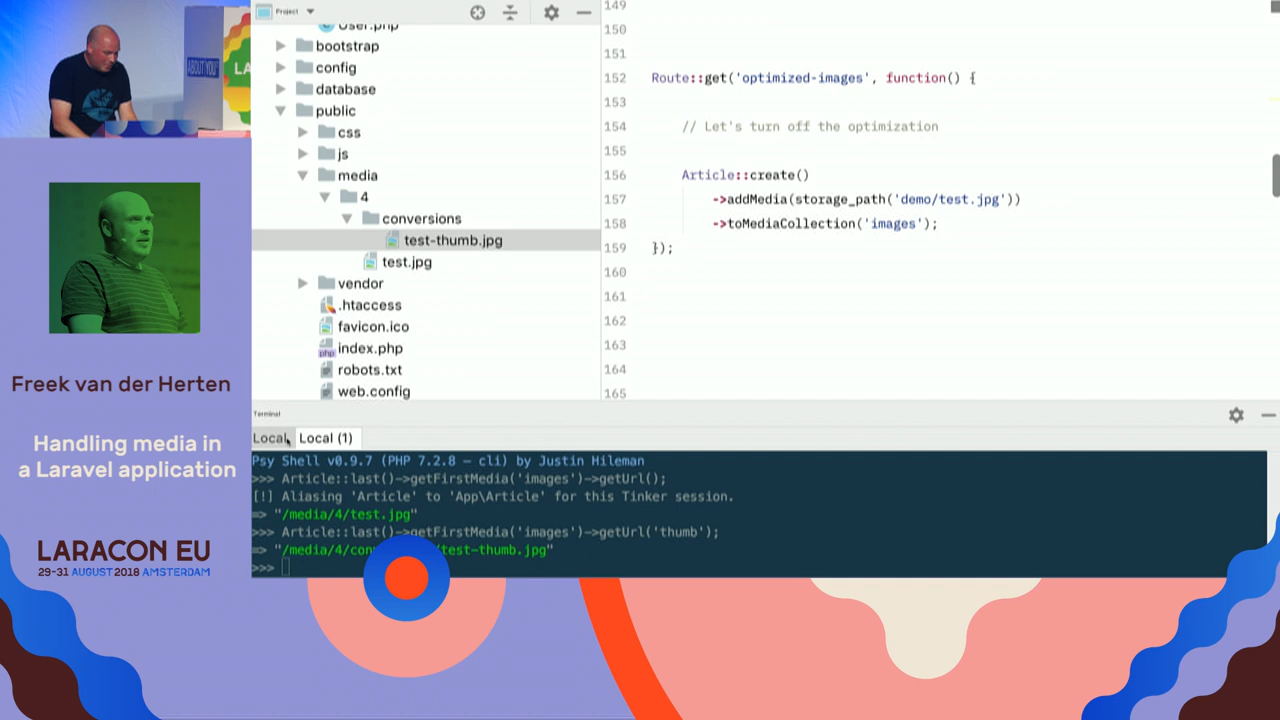 ABOUT YOU
LA
Freek van der Herten
Handling media in
a Laravel application
LARACON EU
29-31 AUGUST 2018 AMSTERDAM
Project
User.php
bootstrap
config
database
public
css
js
media
4
conversions
test-thumb.jpg
test.jpg
vendor
.htaccess
favicon.ico
php index.php
robots.txt
web.config
149
150
151
152 Route::get('optimized-images', function() {
153
154 // Let's turn off the optimization
155
156 Article::create()
157 ->addMedia(storage_path('demo/test.jpg'))
158 ->toMediaCollection('images');
159 });
160
161
162
163
164
165
Terminal
Local Local (1)
Psy Shell v0.9.7 (PHP 7.2.8 — cli) by Justin Hileman
>>> Article::last()->getFirstMedia('images')->getUrl();
[!] Aliasing 'Article' to 'App\Article' for this Tinker session.
=> "/media/4/test.jpg"
>>> Article::last()->getFirstMedia('images')->getUrl('thumb');
=> "/media/4/con /test-thumb.jpg"
>>>